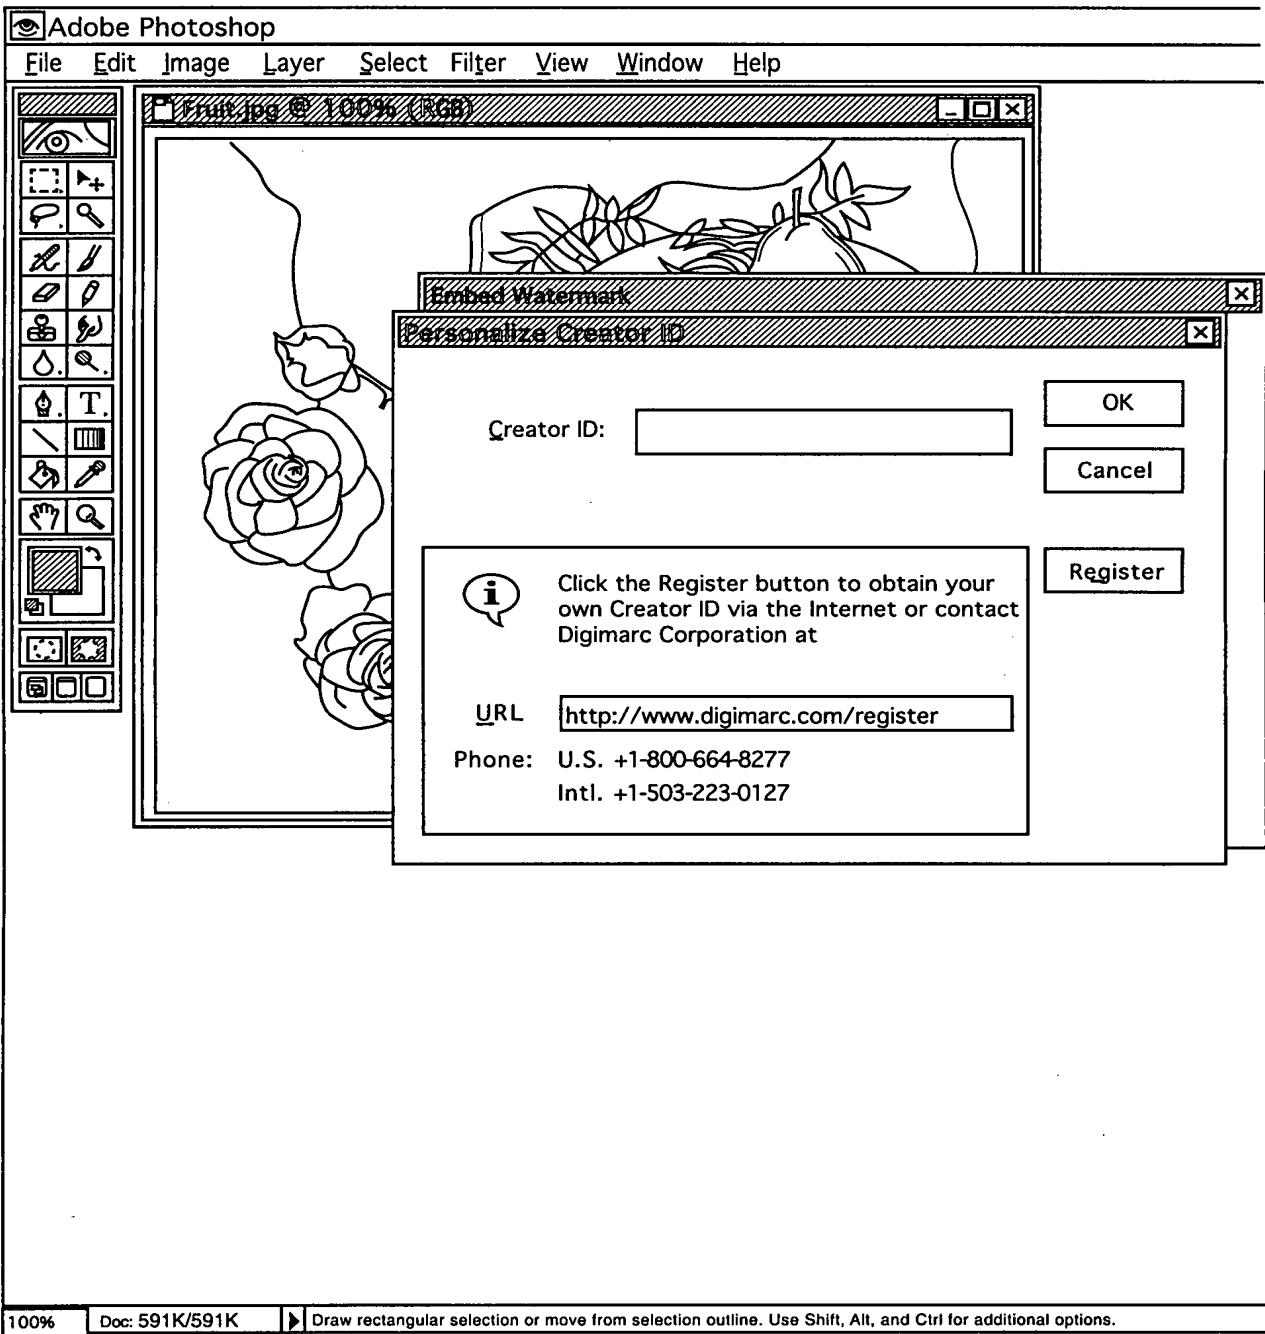 Adobe Photoshop
File Edit Image Layer Select Filter View Window Help
Fruit.jpg @ 100% (RGB)
Embed Watermark
Personalize Creator ID
Creator ID:
OK
Cancel
Register
Click the Register button to obtain your
own Creator ID via the Internet or contact
Digimarc Corporation at
URL http://www.digimarc.com/register
Phone: U.S. +1-800-664-8277
Intl. +1-503-223-0127
T
100% Doc: 591K/591K Draw rectangular selection or move from selection outline. Use Shift, Alt, and Ctrl for additional options.